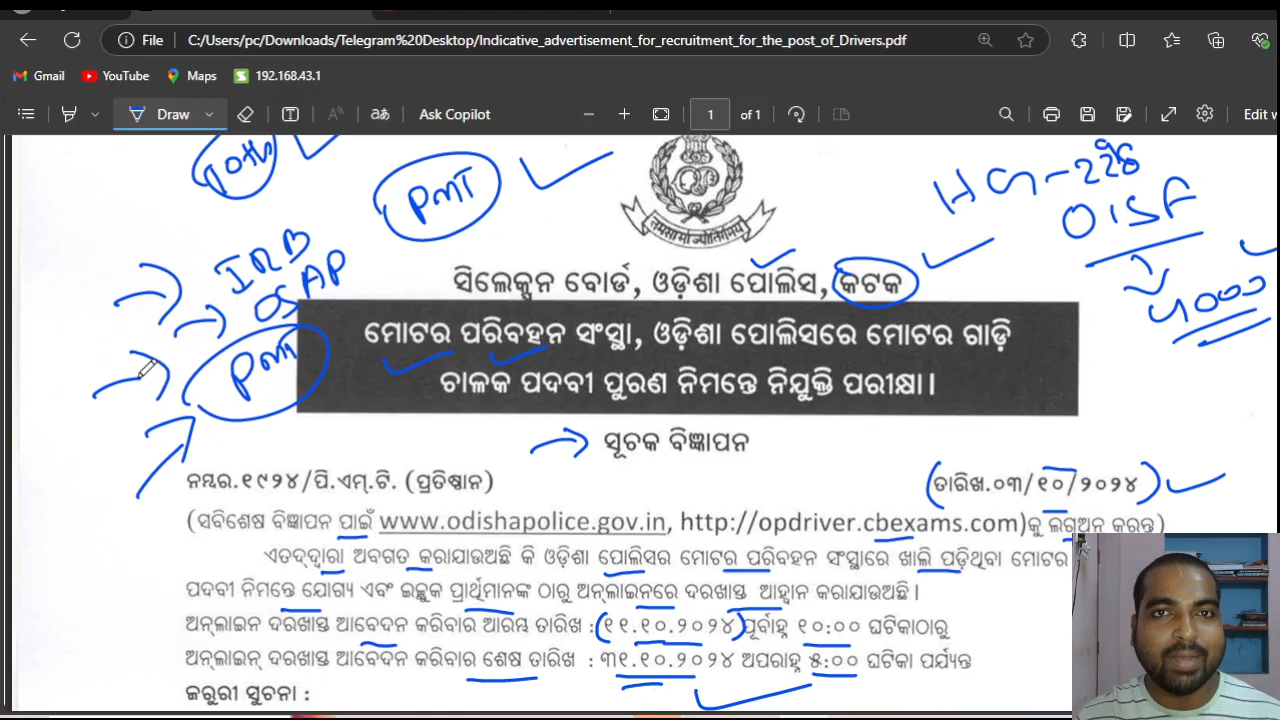 File
C:/Users/pc/Downloads/Telegram%20Desktop/Indicative_advertisement_for_recruitment_for_the_post_of_Drivers.pdf
Gmail
YouTube
Maps
192.168.43.1
Draw
Ask Copilot
1
of 1
Edit
10th
PMT
HG-228
OISF
4000
IRB
OSAP
PMT
ସିଲେକ୍ସନ ବୋର୍ଡ, ଓଡ଼ିଶା ପୋଲିସ, କଟକ
ମୋଟର ପରିବହନ ସଂସ୍ଥା, ଓଡ଼ିଶା ପୋଲିସରେ ମୋଟର ଗାଡ଼ି
ଚାଳକ ପଦବୀ ପୁରଣ ନିମନ୍ତେ ନିଯୁକ୍ତି ପରୀକ୍ଷା।
ସୂଚକ ବିଜ୍ଞାପନ
ନମ୍ବର.୧୯୨୪/ପି.ଏମ୍.ଟି. (ପ୍ରତିଷ୍ଠାନ)
ତାରିଖ.୦୩/୧୦/୨୦୨୪
(ସବିଶେଷ ବିଜ୍ଞାପନ ପାଇଁ www.odishapolice.gov.in, http://opdriver.cbexams.com)କୁ ଲଗ୍ଅନ୍ କରନ୍ତୁ)
ଏତଦ୍‌ଦ୍ୱାରା ଅବଗତ କରାଯାଉଅଛି କି ଓଡ଼ିଶା ପୋଲିସର ମୋଟର ପରିବହନ ସଂସ୍ଥାରେ ଖାଲି ପଡ଼ିଥିବା ମୋଟର
ପଦବୀ ନିମନ୍ତେ ଯୋଗ୍ୟ ଏବଂ ଇଚ୍ଛୁକ ପ୍ରାର୍ଥିମାନଙ୍କ ଠାରୁ ଅନ୍‌ଲାଇନରେ ଦରଖାସ୍ତ ଆହ୍ୱାନ କରାଯାଉଅଛି।
ଅନ୍‌ଲାଇନ ଦରଖାସ୍ତ ଆବେଦନ କରିବାର ଆରମ୍ଭ ତାରିଖ : ୧୧.୧୦.୨୦୨୪ ପୂର୍ବାହ୍ନ ୧୦:୦୦ ଘଟିକାଠାରୁ
ଅନ୍‌ଲାଇନ୍ ଦରଖାସ୍ତ ଆବେଦନ କରିବାର ଶେଷ ତାରିଖ : ୩୧.୧୦.୨୦୨୪ ଅପରାହ୍ନ ୫:୦୦ ଘଟିକା ପର୍ଯ୍ୟନ୍ତ
ଜରୁରୀ ସୁଚନା :